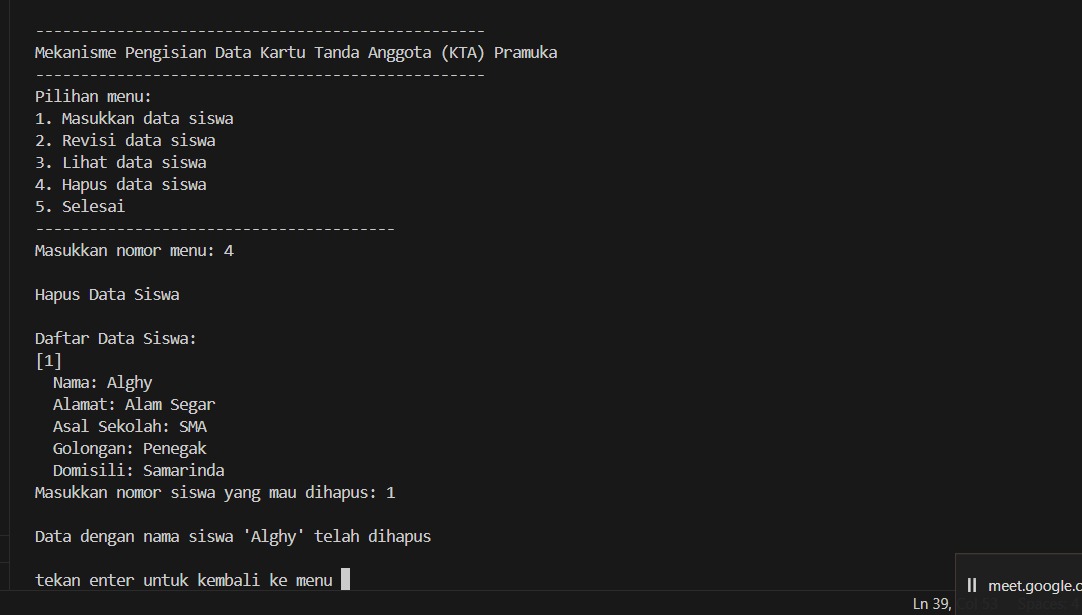 --------------------------------------------------
Mekanisme Pengisian Data Kartu Tanda Anggota (KTA) Pramuka
--------------------------------------------------
Pilihan menu:
1. Masukkan data siswa
2. Revisi data siswa
3. Lihat data siswa
4. Hapus data siswa
5. Selesai
----------------------------------------
Masukkan nomor menu: 4
Hapus Data Siswa
Daftar Data Siswa:
[1]
Nama: Alghy
Alamat: Alam Segar
Asal Sekolah: SMA
Golongan: Penegak
Domisili: Samarinda
Masukkan nomor siswa yang mau dihapus: 1
Data dengan nama siswa 'Alghy' telah dihapus
tekan enter untuk kembali ke menu
meet.google.c
Ln 39,